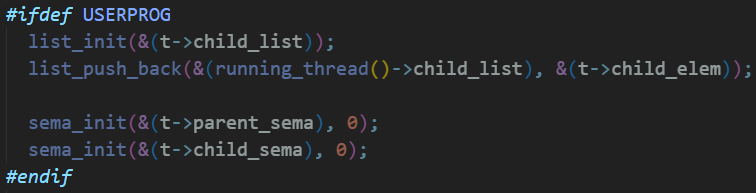 #ifdef USERPROG
  list_init(&(t->child_list));
  list_push_back(&(running_thread()->child_list), &(t->child_elem));

  sema_init(&(t->parent_sema), 0);
  sema_init(&(t->child_sema), 0);
#endif